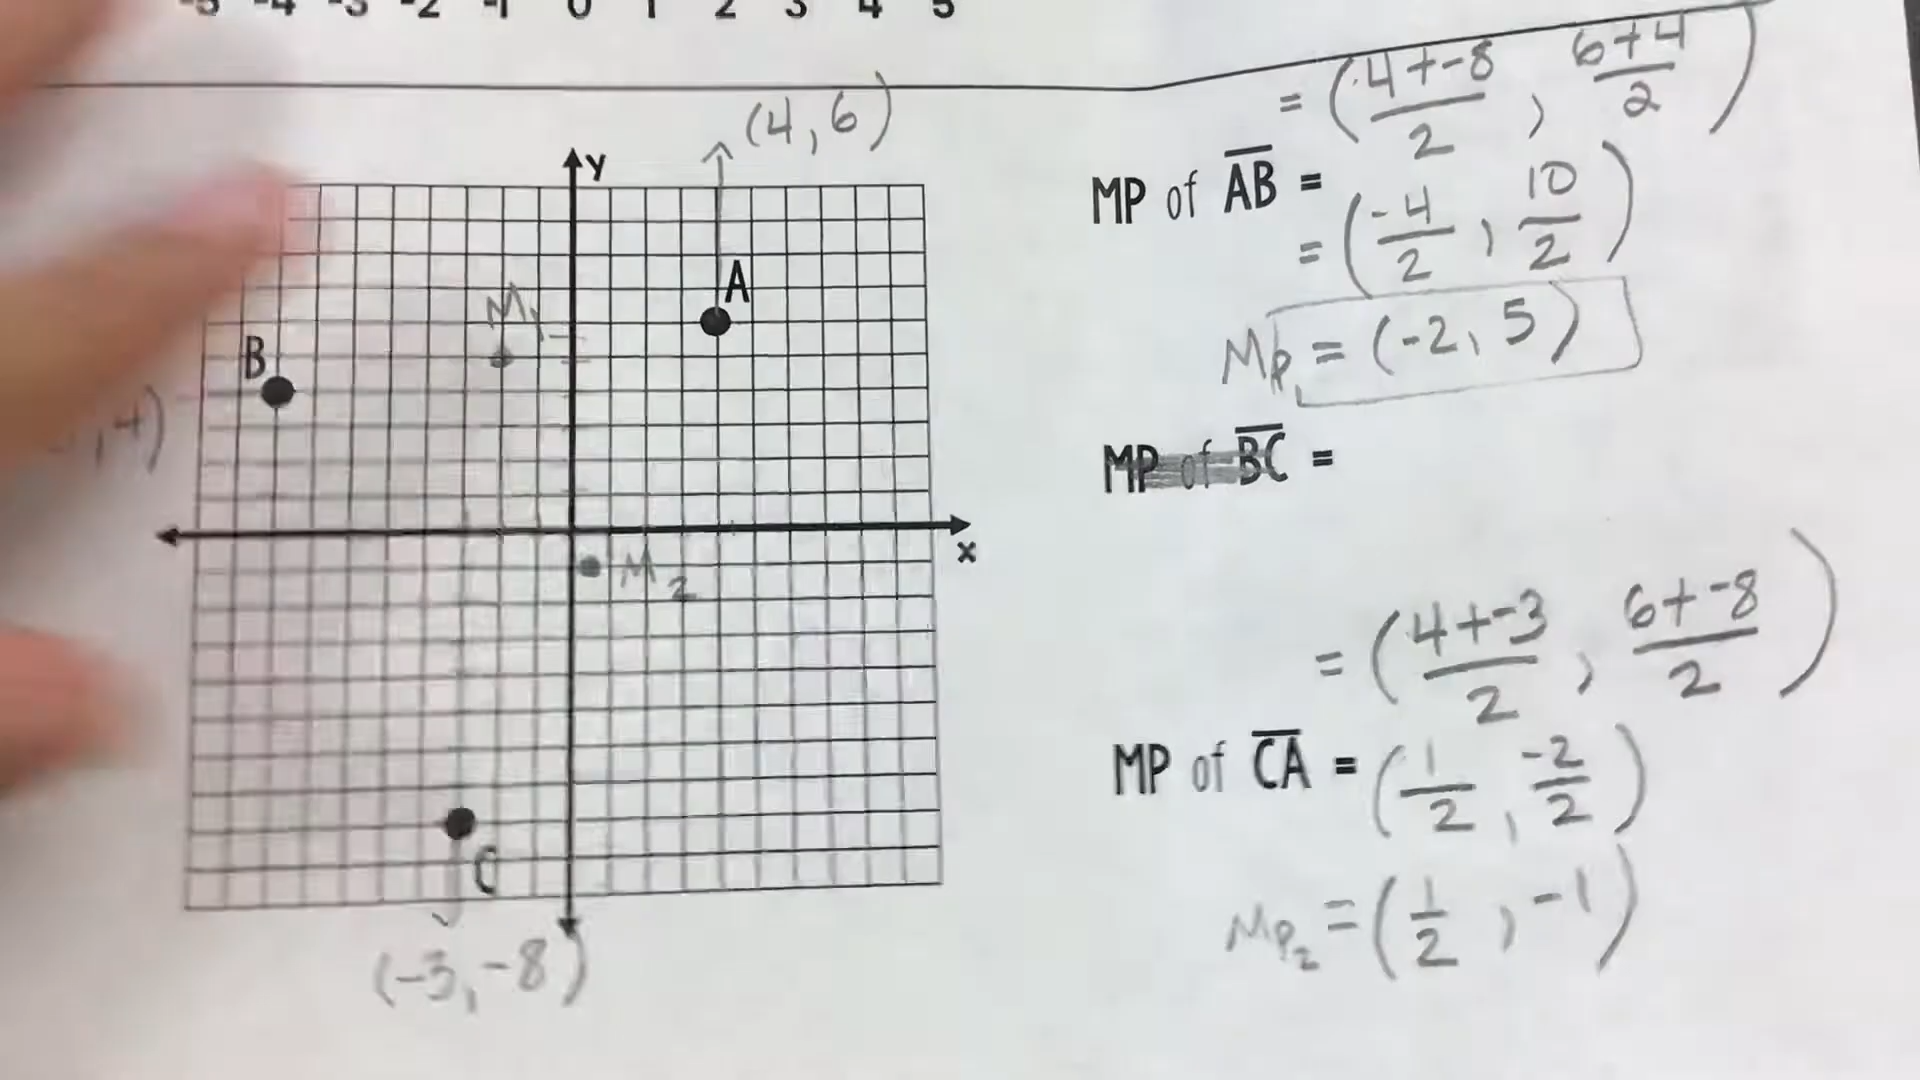 -5 -4 -3 -2 -1 0 1 2 3 4 5
= (4+-8/2, 6+4/2)
(4,6)
y
MP of AB = 
= (-4/2, 10/2)
A
M1
B
MP1 = (-2, 5)
,4)
MP of BC =
x
M2
= (4+-3/2, 6+-8/2)
MP of CA = (1/2, -2/2)
C
MP2 = (1/2, -1)
(-3,-8)